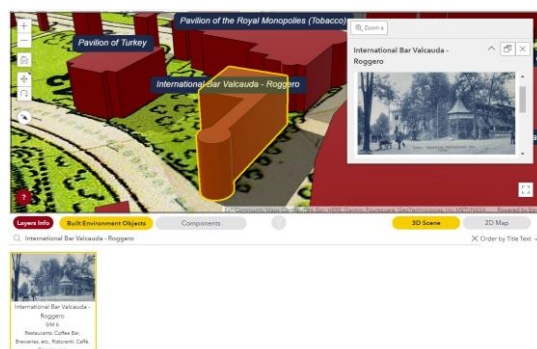 Pavilion of the Royal Monopolies (Tobacco)
Pavilion of Turkey
International Bar Valcauda - Roggero
Zoom a
International Bar Valcauda -
Roggero
?
Layers Info
Built Environment Objects
Components
3D Scene
2D Map
International Bar Valcauda - Roggero
Order by Title Text
International Bar Valcauda -
Roggero
Restaurants, Coffee Bar,
Breweries, etc., Ristoranti, Caffè,